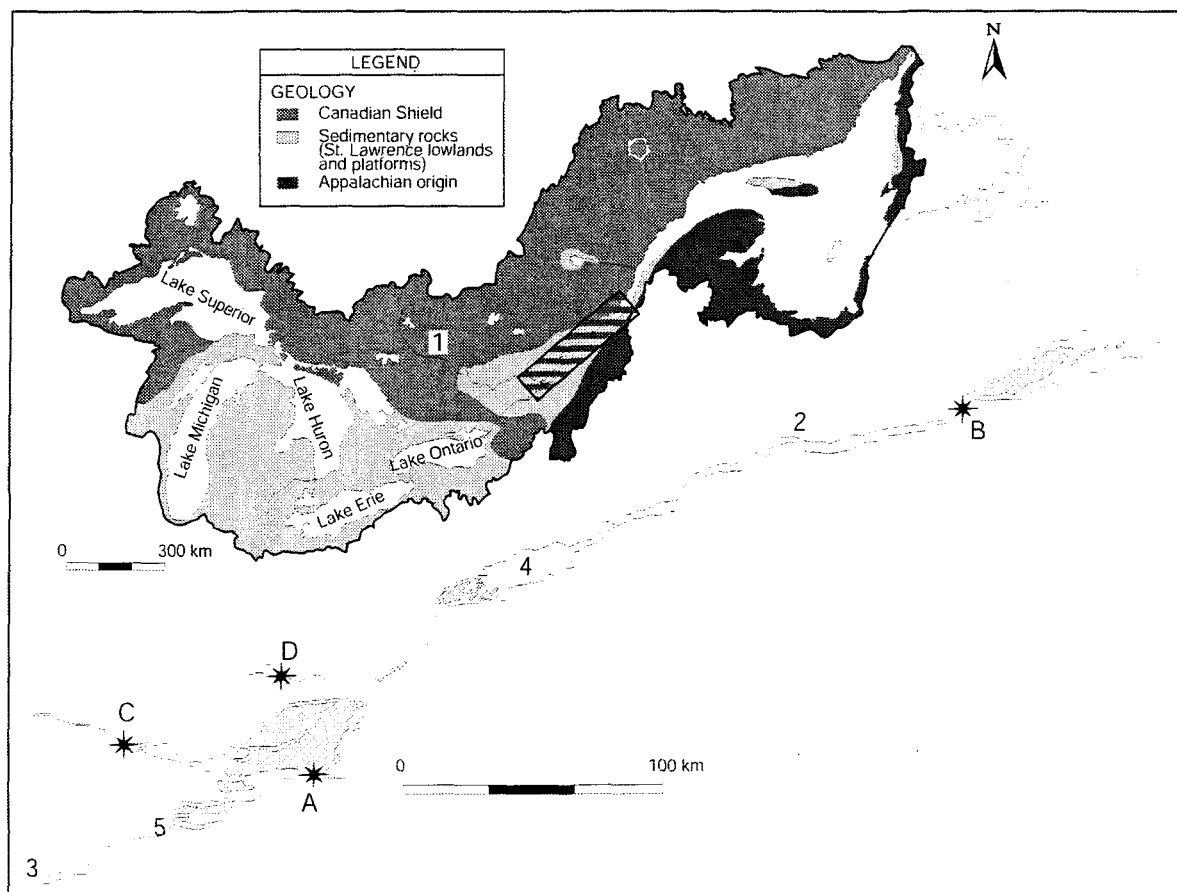 N
LEGEND
GEOLOGY
Canadian Shield
Sedimentary rocks
(St. Lawrence lowlands
and platforms)
Appalachian origin
Lake Superior
1
Lake Michigan
Lake Huron
Lake Ontario
Lake Erie
2
B
0 300 km
4
D
C
0 100 km
A
5
3